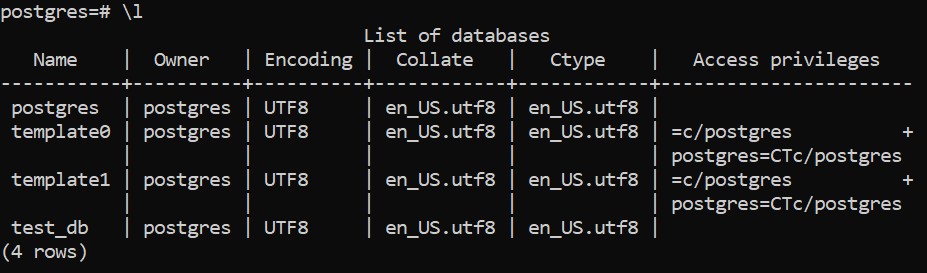 postgres=# \l
                                  List of databases
   Name    |  Owner   | Encoding |  Collate   |   Ctype    |   Access privileges
-----------+----------+----------+------------+------------+-----------------------
 postgres  | postgres | UTF8     | en_US.utf8 | en_US.utf8 |
 template0 | postgres | UTF8     | en_US.utf8 | en_US.utf8 | =c/postgres          +
           |          |          |            |            | postgres=CTc/postgres
 template1 | postgres | UTF8     | en_US.utf8 | en_US.utf8 | =c/postgres          +
           |          |          |            |            | postgres=CTc/postgres
 test_db   | postgres | UTF8     | en_US.utf8 | en_US.utf8 |
(4 rows)